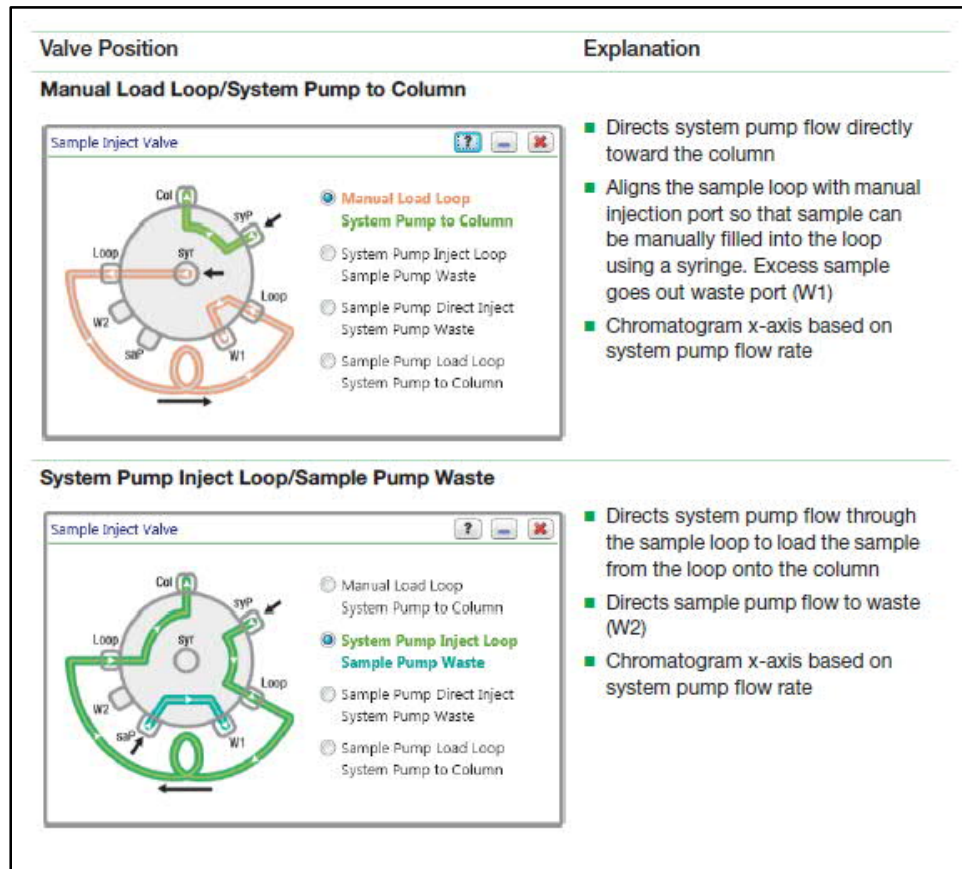 Valve Position
Explanation
Manual Load Loop/System Pump to Column
Sample Inject Valve
?
Col
syP
Loop
Syr
Loop
W2
saP
W1
Manual Load Loop
System Pump to Column
System Pump Inject Loop
Sample Pump Waste
Sample Pump Direct Inject
System Pump Waste
Sample Pump Load Loop
System Pump to Column
■ Directs system pump flow directly
toward the column
■ Aligns the sample loop with manual
injection port so that sample can
be manually filled into the loop
using a syringe. Excess sample
goes out waste port (W1)
■ Chromatogram x-axis based on
system pump flow rate
System Pump Inject Loop/Sample Pump Waste
Sample Inject Valve
?
Col
syP
Loop
Syr
Loop
W2
saP
W1
Manual Load Loop
System Pump to Column
System Pump Inject Loop
Sample Pump Waste
Sample Pump Direct Inject
System Pump Waste
Sample Pump Load Loop
System Pump to Column
■ Directs system pump flow through
the sample loop to load the sample
from the loop onto the column
■ Directs sample pump flow to waste
(W2)
■ Chromatogram x-axis based on
system pump flow rate